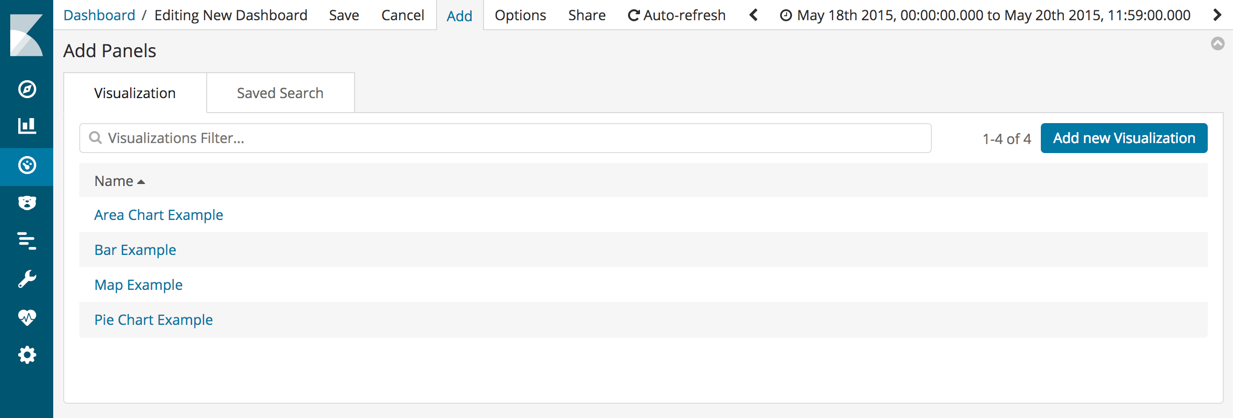 Dashboard / Editing New Dashboard Save Cancel Add Options Share Auto-refresh May 18th 2015, 00:00:00.000 to May 20th 2015, 11:59:00.000
Add Panels
Visualization Saved Search
Visualizations Filter... 1-4 of 4 Add new Visualization
Name
Area Chart Example
Bar Example
Map Example
Pie Chart Example